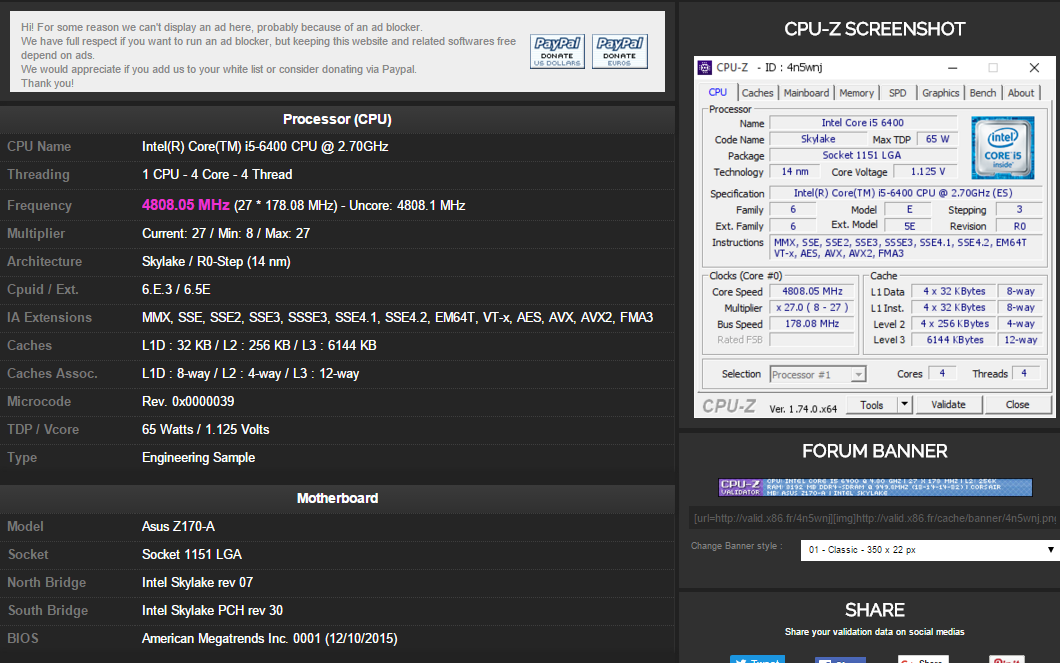 Hi! For some reason we can't display an ad here, probably because of an ad blocker.
We have full respect if you want to run an ad blocker, but keeping this website and related softwares free
depend on ads.
We would appreciate if you add us to your white list or consider donating via Paypal.
Thank you!
PayPal
DONATE
US DOLLARS
PayPal
DONATE
EUROS
Processor (CPU)
CPU Name Intel(R) Core(TM) i5-6400 CPU @ 2.70GHz
Threading 1 CPU - 4 Core - 4 Thread
Frequency 4808.05 MHz (27 * 178.08 MHz) - Uncore: 4808.1 MHz
Multiplier Current: 27 / Min: 8 / Max: 27
Architecture Skylake / R0-Step (14 nm)
Cpuid / Ext. 6.E.3 / 6.5E
IA Extensions MMX, SSE, SSE2, SSE3, SSSE3, SSE4.1, SSE4.2, EM64T, VT-x, AES, AVX, AVX2, FMA3
Caches L1D : 32 KB / L2 : 256 KB / L3 : 6144 KB
Caches Assoc. L1D : 8-way / L2 : 4-way / L3 : 12-way
Microcode Rev. 0x0000039
TDP / Vcore 65 Watts / 1.125 Volts
Type Engineering Sample
Motherboard
Model Asus Z170-A
Socket Socket 1151 LGA
North Bridge Intel Skylake rev 07
South Bridge Intel Skylake PCH rev 30
BIOS American Megatrends Inc. 0001 (12/10/2015)
CPU-Z SCREENSHOT
CPU-Z - ID : 4n5wnj
CPU Caches Mainboard Memory SPD Graphics Bench About
Processor
Name Intel Core i5 6400
Code Name Skylake Max TDP 65 W
Package Socket 1151 LGA
Technology 14 nm Core Voltage 1.125 V
intel
CORE i5
inside
Specification Intel(R) Core(TM) i5-6400 CPU @ 2.70GHz (ES)
Family 6 Model E Stepping 3
Ext. Family 6 Ext. Model 5E Revision R0
Instructions MMX, SSE, SSE2, SSE3, SSSE3, SSE4.1, SSE4.2, EM64T
VT-x, AES, AVX, AVX2, FMA3
Clocks (Core #0)
Core Speed 4808.05 MHz
Multiplier x 27.0 ( 8 - 27 )
Bus Speed 178.08 MHz
Rated FSB
Cache
L1 Data 4 x 32 KBytes 8-way
L1 Inst. 4 x 32 KBytes 8-way
Level 2 4 x 256 KBytes 4-way
Level 3 6144 KBytes 12-way
Selection Processor #1 Cores 4 Threads 4
CPU-Z Ver. 1.74.0.x64 Tools Validate Close
FORUM BANNER
CPU-Z
VALIDATOR
CPU: INTEL CORE I5 6400 @ 4.80 GHZ | 27 X 178 MHZ | L2: 256K
RAM: 8192 MB DDR4-SDRAM @ 949.8MHZ | CORSAIR
MB: ASUS Z170-A | INTEL SKYLAKE
[url=http://valid.x86.fr/4n5wnj][img]http://valid.x86.fr/cache/banner/4n5wnj.png
Change Banner style : 01 - Classic - 350 x 22 px
SHARE
Share your validation data on social medias
Tweet
Share
Pin it